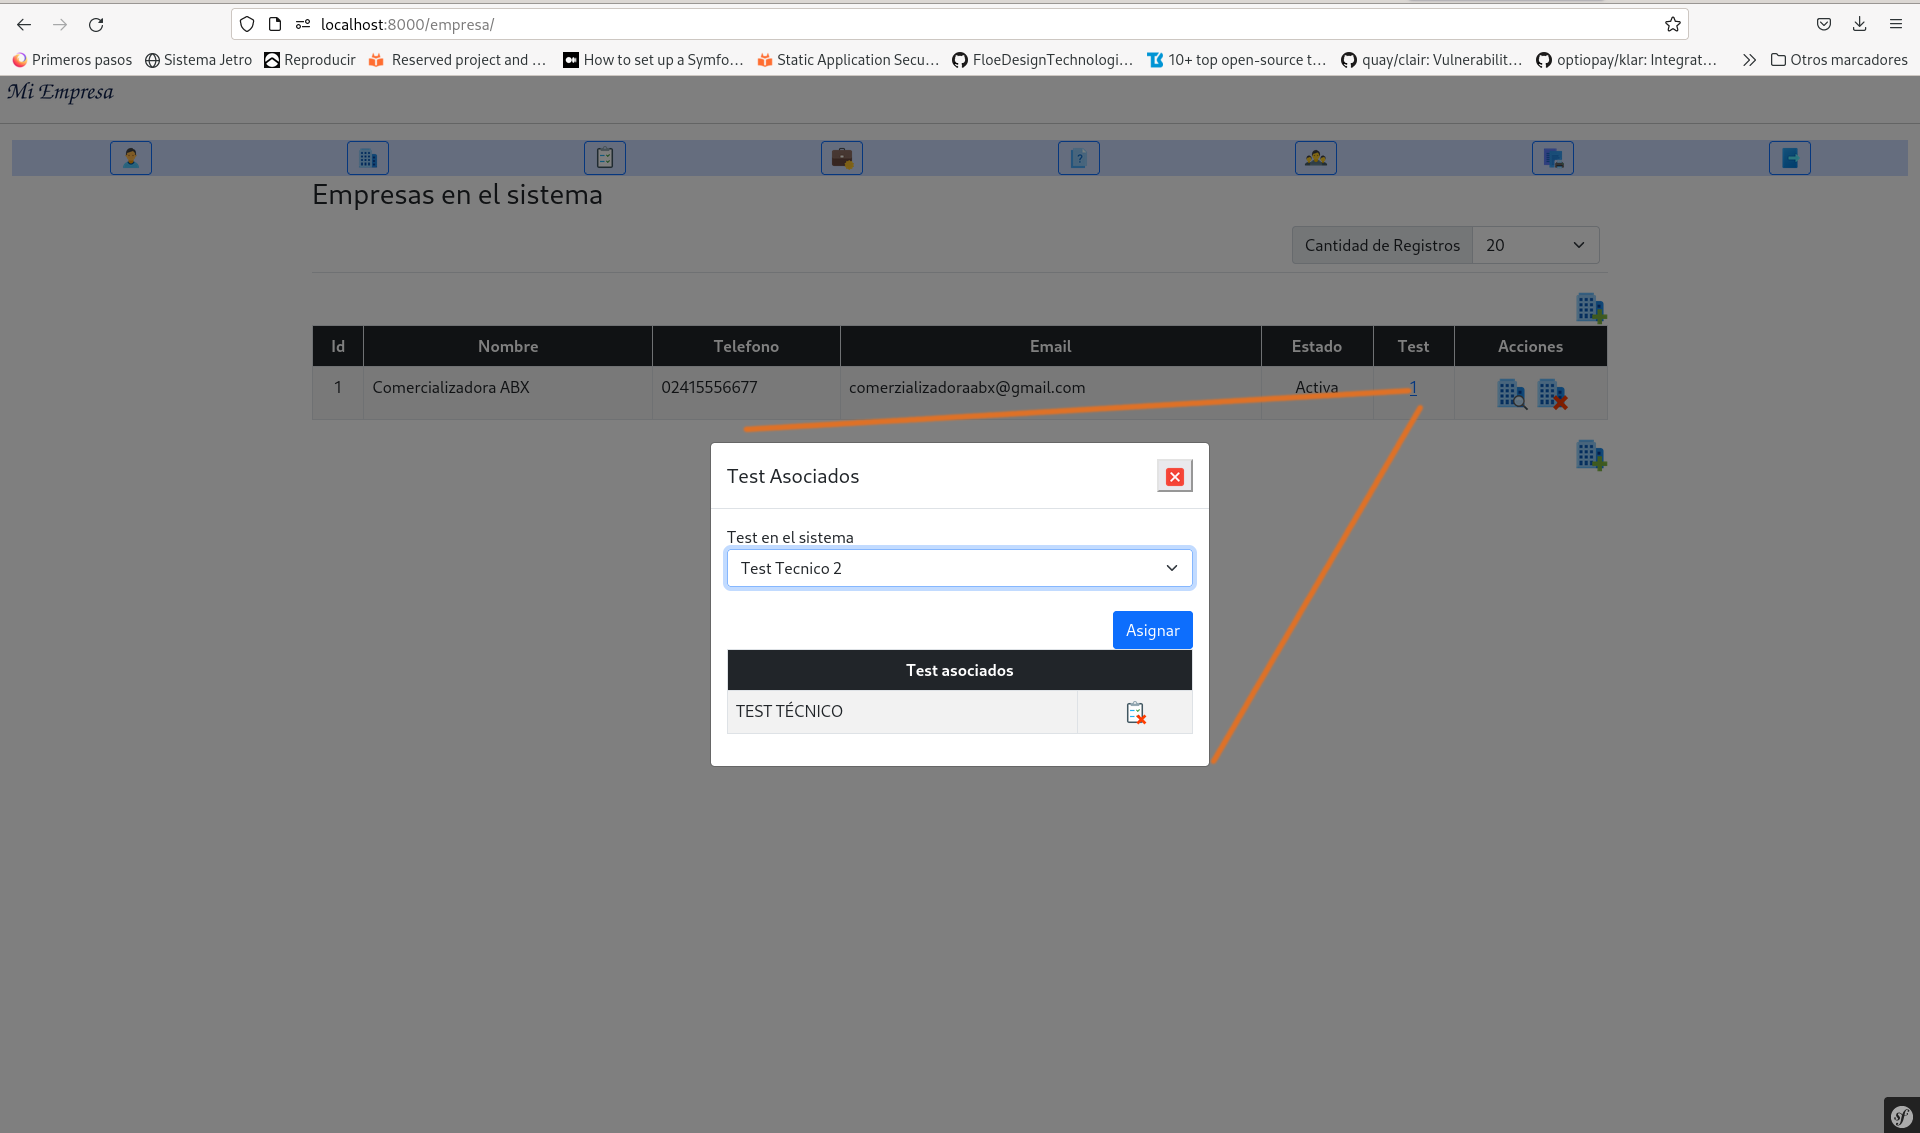 localhost:8000/empresa/
Primeros pasos Sistema Jetro Reproducir Reserved project and ... How to set up a Symfo... Static Application Secu... FloeDesignTechnologi... 10+ top open-source t... quay/clair: Vulnerabilit... optiopay/klar: Integrat... Otros marcadores
Mi Empresa
Empresas en el sistema
Cantidad de Registros 20
Id Nombre Telefono Email Estado Test Acciones
1 Comercializadora ABX 02415556677 comerzializadoraabx@gmail.com Activa 1
Test Asociados
Test en el sistema
Test Tecnico 2
Asignar
Test asociados
TEST TÉCNICO